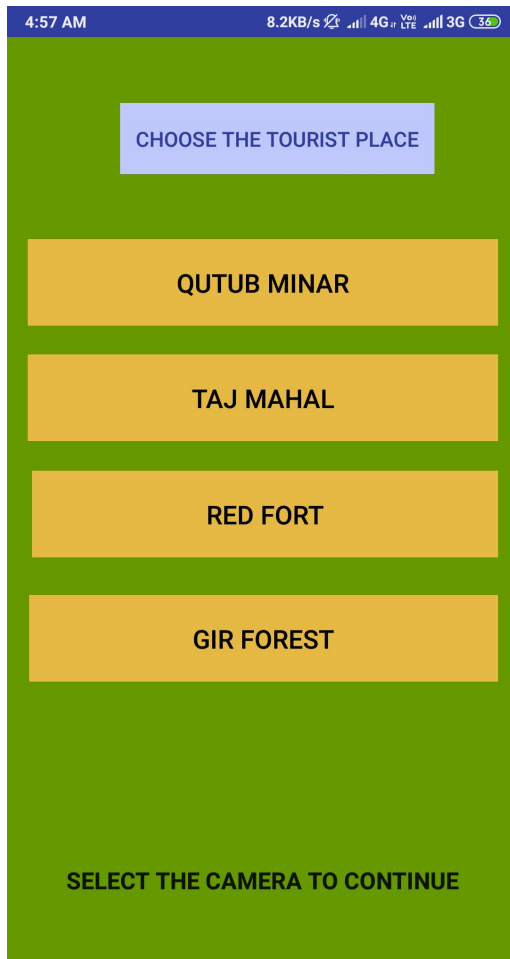 4:57 AM 8.2KB/s 4G Vo LTE 3G 36
CHOOSE THE TOURIST PLACE
QUTUB MINAR
TAJ MAHAL
RED FORT
GIR FOREST
SELECT THE CAMERA TO CONTINUE